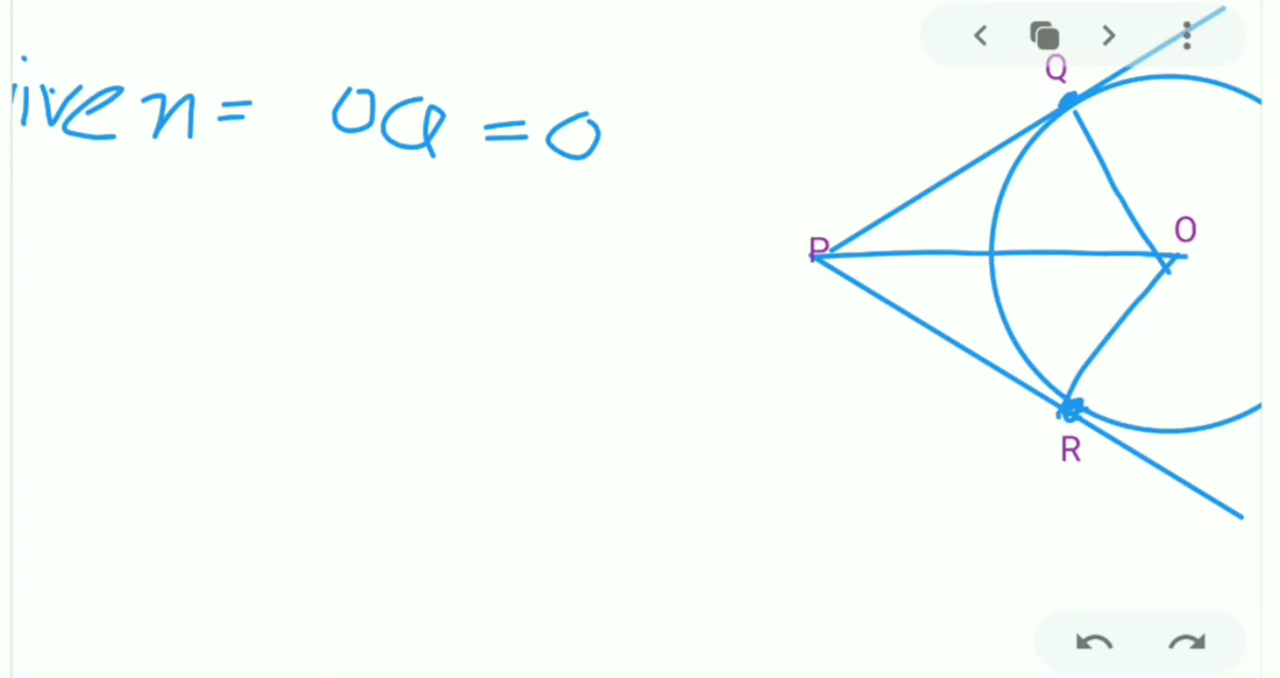 iven = OQ = O
Q
P
O
R